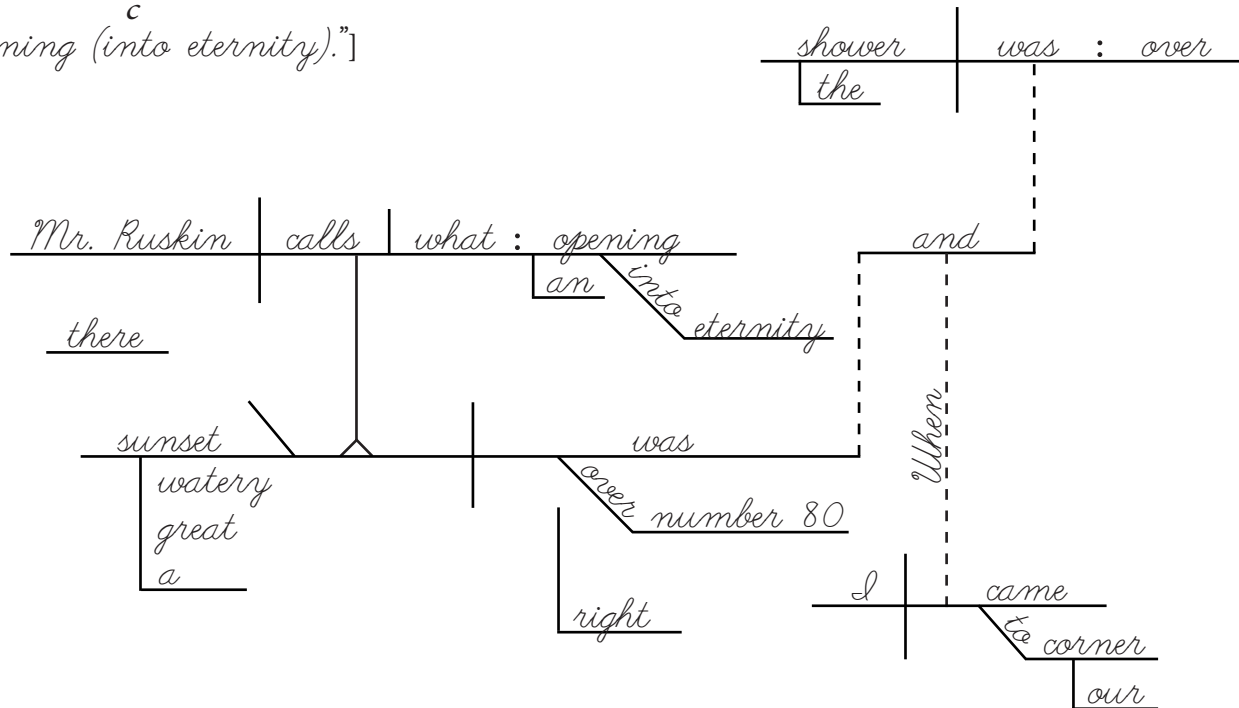 c
ning (into eternity).”]
shower was : over
the
Mr. Ruskin calls what : opening
and
an
into
eternity
there
sunset
was
When
watery
over
number 80
great
a
I came
right
to
corner
our